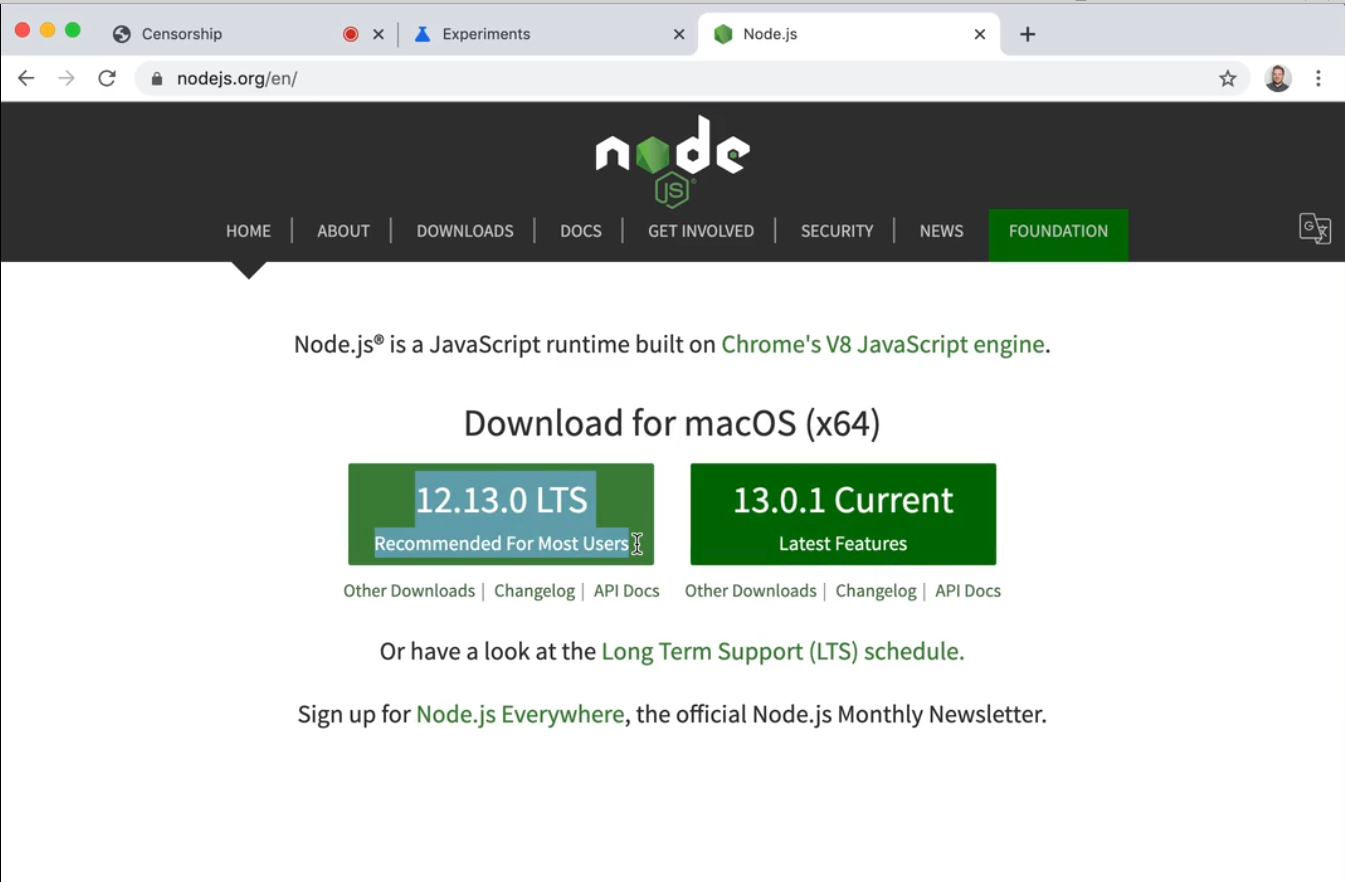 Censorship
Experiments
Node.js
nodejs.org/en/
node
JS
HOME
ABOUT
DOWNLOADS
DOCS
GET INVOLVED
SECURITY
NEWS
FOUNDATION
Node.js® is a JavaScript runtime built on Chrome's V8 JavaScript engine.
Download for macOS (x64)
12.13.0 LTS
Recommended For Most Users
13.0.1 Current
Latest Features
Other Downloads | Changelog | API Docs
Other Downloads | Changelog | API Docs
Or have a look at the Long Term Support (LTS) schedule.
Sign up for Node.js Everywhere, the official Node.js Monthly Newsletter.